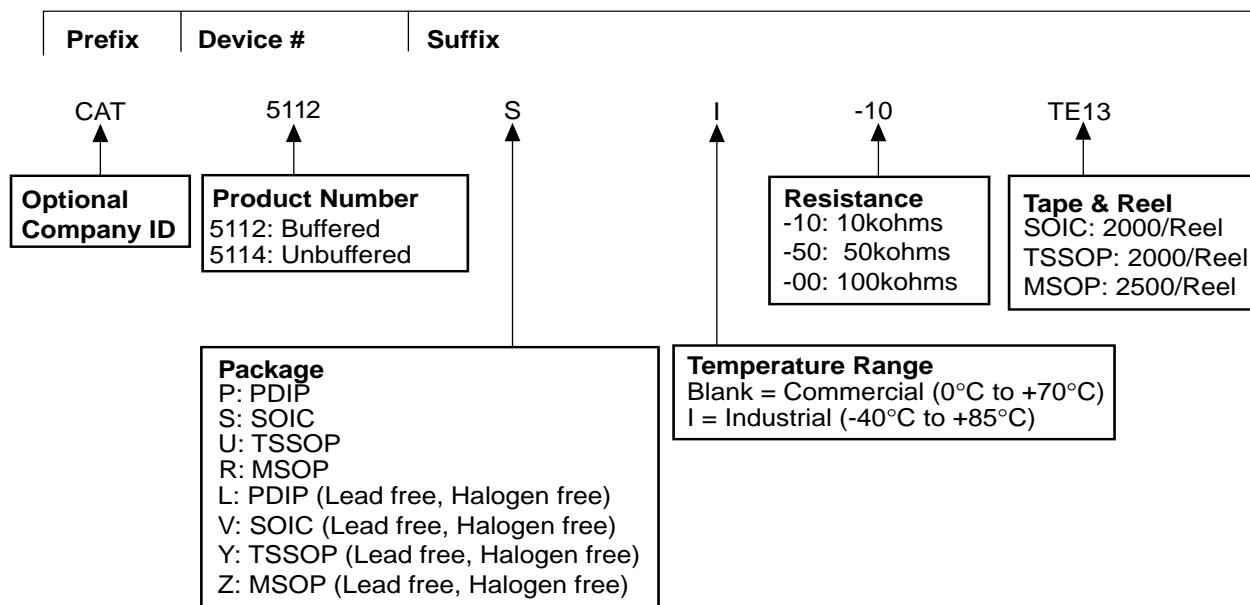 Prefix Device # Suffix
CAT 5112 S I -10 TE13
Optional
Company ID
Product Number
5112: Buffered
5114: Unbuffered
Resistance
-10: 10kohms
-50: 50kohms
-00: 100kohms
Tape & Reel
SOIC: 2000/Reel
TSSOP: 2000/Reel
MSOP: 2500/Reel
Package
P: PDIP
S: SOIC
U: TSSOP
R: MSOP
L: PDIP (Lead free, Halogen free)
V: SOIC (Lead free, Halogen free)
Y: TSSOP (Lead free, Halogen free)
Z: MSOP (Lead free, Halogen free)
Temperature Range
Blank = Commercial (0°C to +70°C)
I = Industrial (-40°C to +85°C)